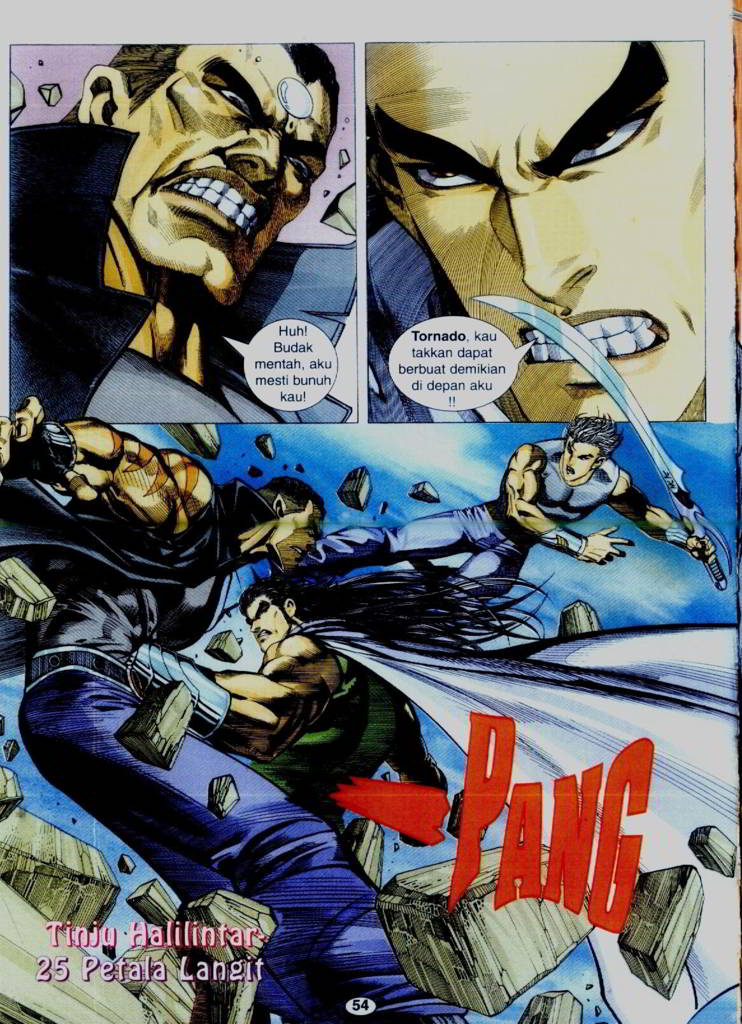 Huh!
Budak
mentah, aku
mesti bunuh
kau!
Tornado, kau
takkan dapat
berbuat demikian
di depan aku
!!
PANG
Tinju Halilintar-
25 Petala Langit
54